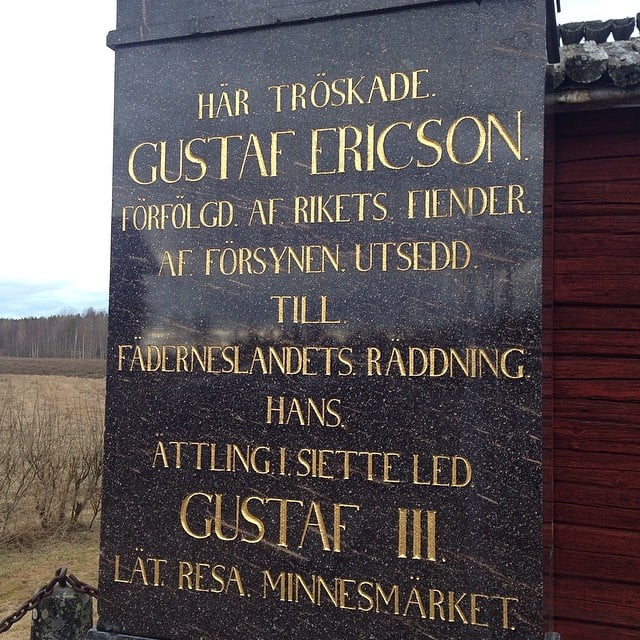 HÄR. TRÖSKADE.
GUSTAF ERICSON.
FÖRFÖLGD. AF. RIKETS. FIENDER.
AF. FÖRSYNEN. UTSEDD.
TILL.
FÄDERNESLANDETS. RÄDDNING.
HANS.
ÄTTLING. I. SIETTE LED
GUSTAF III.
LÄT. RESA. MINNESMÄRKET.